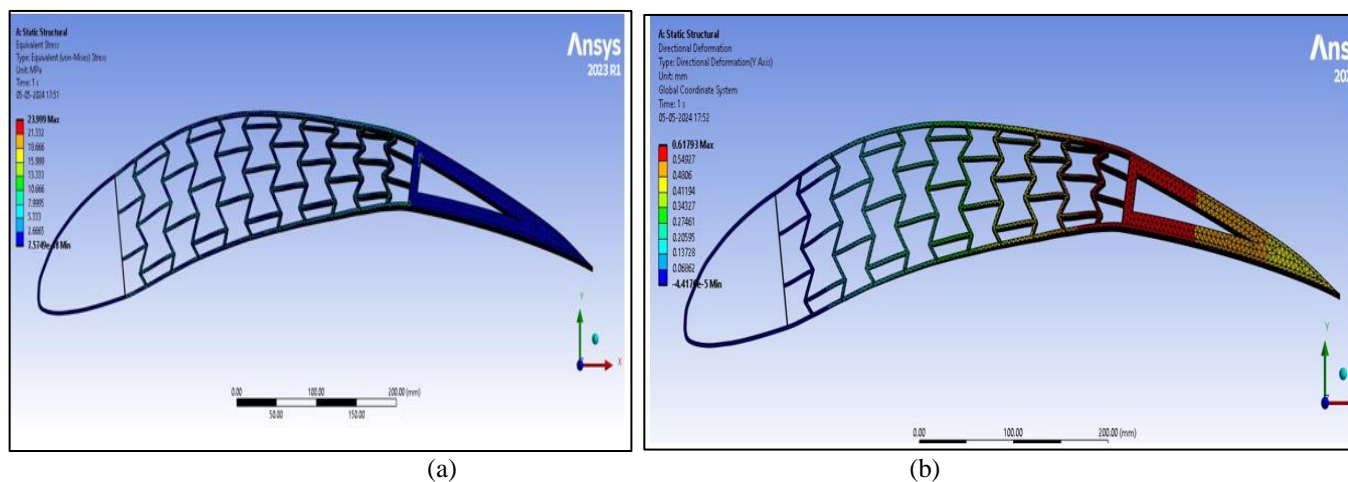 A: Static Structural
Equivalent Stress
Type: Equivalent (von-Mises) Stress
Unit: MPa
Time: 1 s
05-05-2024 17:51
23.999 Max
21.332
18.666
15.999
13.333
10.666
7.9995
5.333
2.6665
Min
Ansys
2023 R1
Y
X
0.00 100.00 200.00 (mm)
50.00 150.00
(a)
A: Static Structural
Directional Deformation
Type: Directional Deformation(Y Axis)
Unit: mm
Global Coordinate System
Time: 1 s
05-05-2024 17:52
0.61793 Max
0.54927
0.4806
0.41194
0.34327
0.27461
0.20595
0.13728
0.06862
Min
Ansys
202
Y
0.00 100.00 200.00 (mm)
(b)